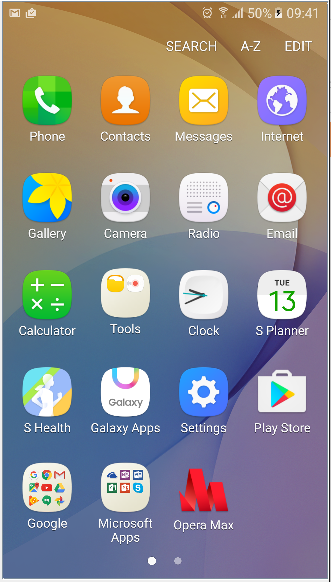 50% 09:41
SEARCH A-Z EDIT
Phone Contacts Messages Internet
Gallery Camera Radio Email
TUE
13
Calculator Tools Clock S Planner
Galaxy
S Health Galaxy Apps Settings Play Store
Google Microsoft Apps Opera Max